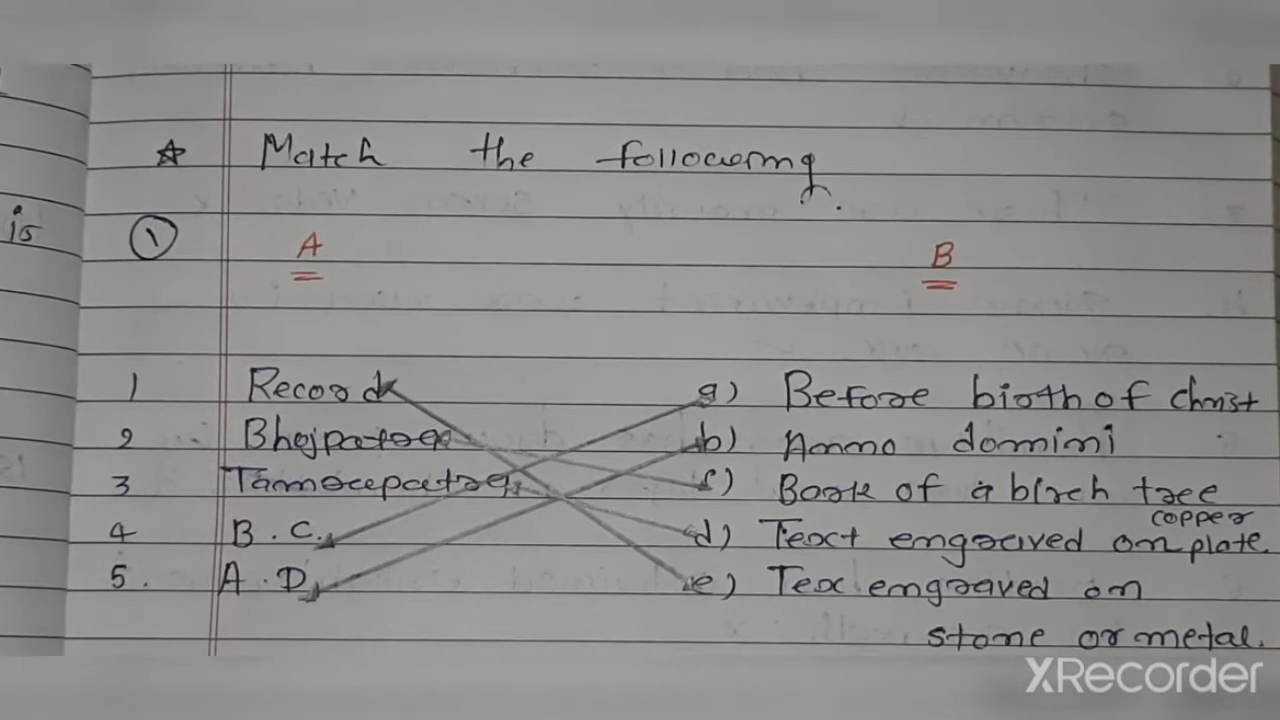 ☆ Match the following.
is
① A B
1 Record a) Before birth of Christ
2 Bhojpatra b) Anno domini
3 Tamrapatra c) Bark of a birch tree
4 B.C. d) Text engraved on copper plate.
5. A.D. e) Tex engraved on
stone or metal.
XRecorder